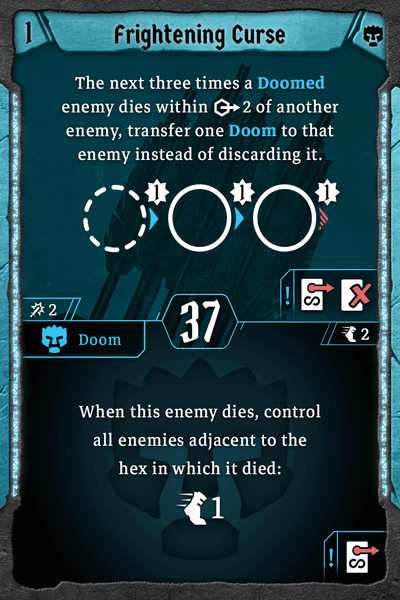 1
Frightening Curse
The next three times a Doomed
enemy dies within 2 of another
enemy, transfer one Doom to that
enemy instead of discarding it.
1 1 1
!
2
37
Doom
2
When this enemy dies, control
all enemies adjacent to the
hex in which it died:
1
!